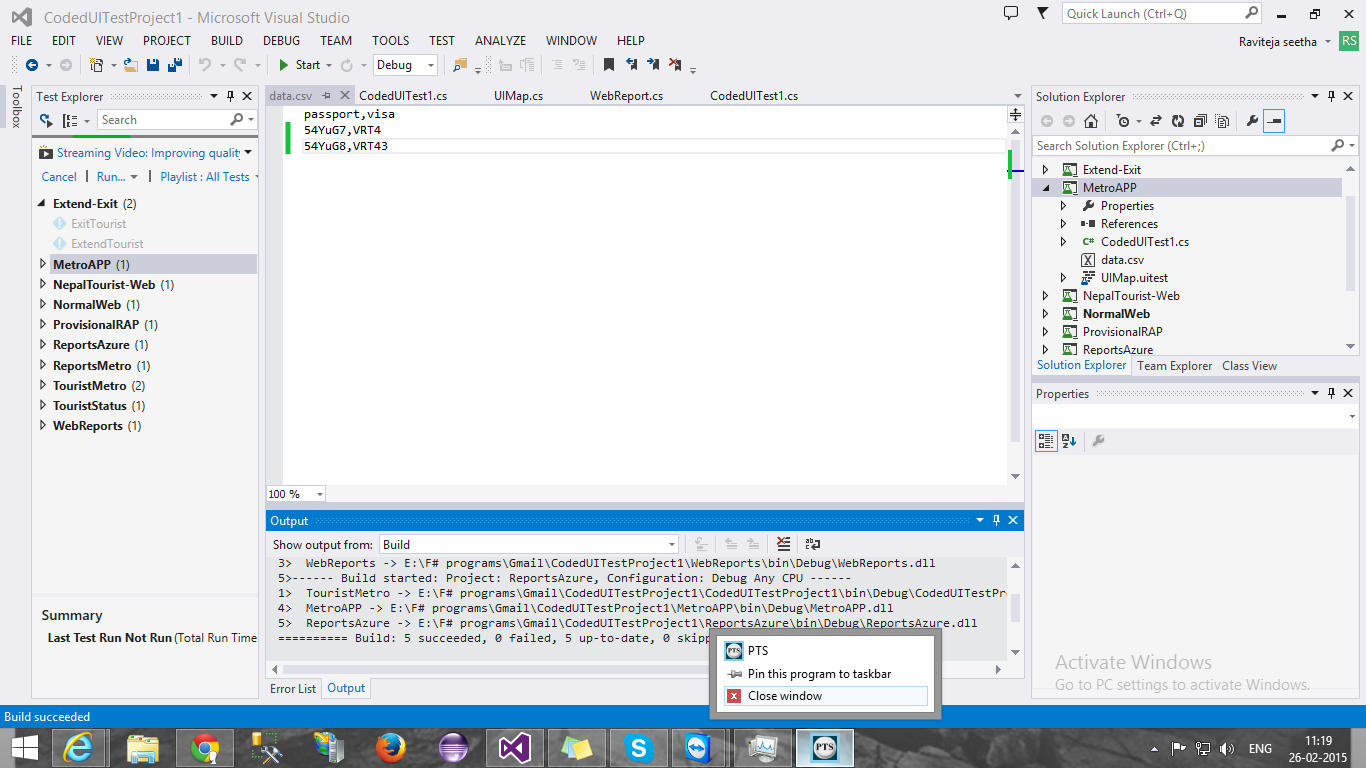 CodedUITestProject1 - Microsoft Visual Studio
Quick Launch (Ctrl+Q)
FILE EDIT VIEW PROJECT BUILD DEBUG TEAM TOOLS TEST ANALYZE WINDOW HELP
Raviteja seetha RS
Start Debug
Toolbox
Test Explorer
Search
Streaming Video: Improving quality
Cancel Run... Playlist : All Tests
Extend-Exit (2)
ExitTourist
ExtendTourist
MetroAPP (1)
NepalTourist-Web (1)
NormalWeb (1)
ProvisionalRAP (1)
ReportsAzure (1)
ReportsMetro (1)
TouristMetro (2)
TouristStatus (1)
WebReports (1)
Summary
Last Test Run Not Run (Total Run Time
data.csv CodedUITest1.cs UIMap.cs WebReport.cs CodedUITest1.cs
passport,visa
54YuG7,VRT4
54YuG8,VRT43
100 %
Output
Show output from: Build
3> WebReports -> E:\F# programs\Gmail\CodedUITestProject1\WebReports\bin\Debug\WebReports.dll
5>------ Build started: Project: ReportsAzure, Configuration: Debug Any CPU ------
1> TouristMetro -> E:\F# programs\Gmail\CodedUITestProject1\CodedUITestProject1\bin\Debug\CodedUITestPr
4> MetroAPP -> E:\F# programs\Gmail\CodedUITestProject1\MetroAPP\bin\Debug\MetroAPP.dll
5> ReportsAzure -> E:\F# programs\Gmail\CodedUITestProject1\ReportsAzure\bin\Debug\ReportsAzure.dll
========== Build: 5 succeeded, 0 failed, 5 up-to-date, 0 skipp
Error List Output
Solution Explorer
Search Solution Explorer (Ctrl+;)
Extend-Exit
MetroAPP
Properties
References
C# CodedUITest1.cs
data.csv
UIMap.uitest
NepalTourist-Web
NormalWeb
ProvisionalRAP
ReportsAzure
Solution Explorer Team Explorer Class View
Properties
Activate Windows
Go to PC settings to activate Windows.
PTS PTS
Pin this program to taskbar
Close window
Build succeeded
PTS
ENG
11:19
26-02-2015